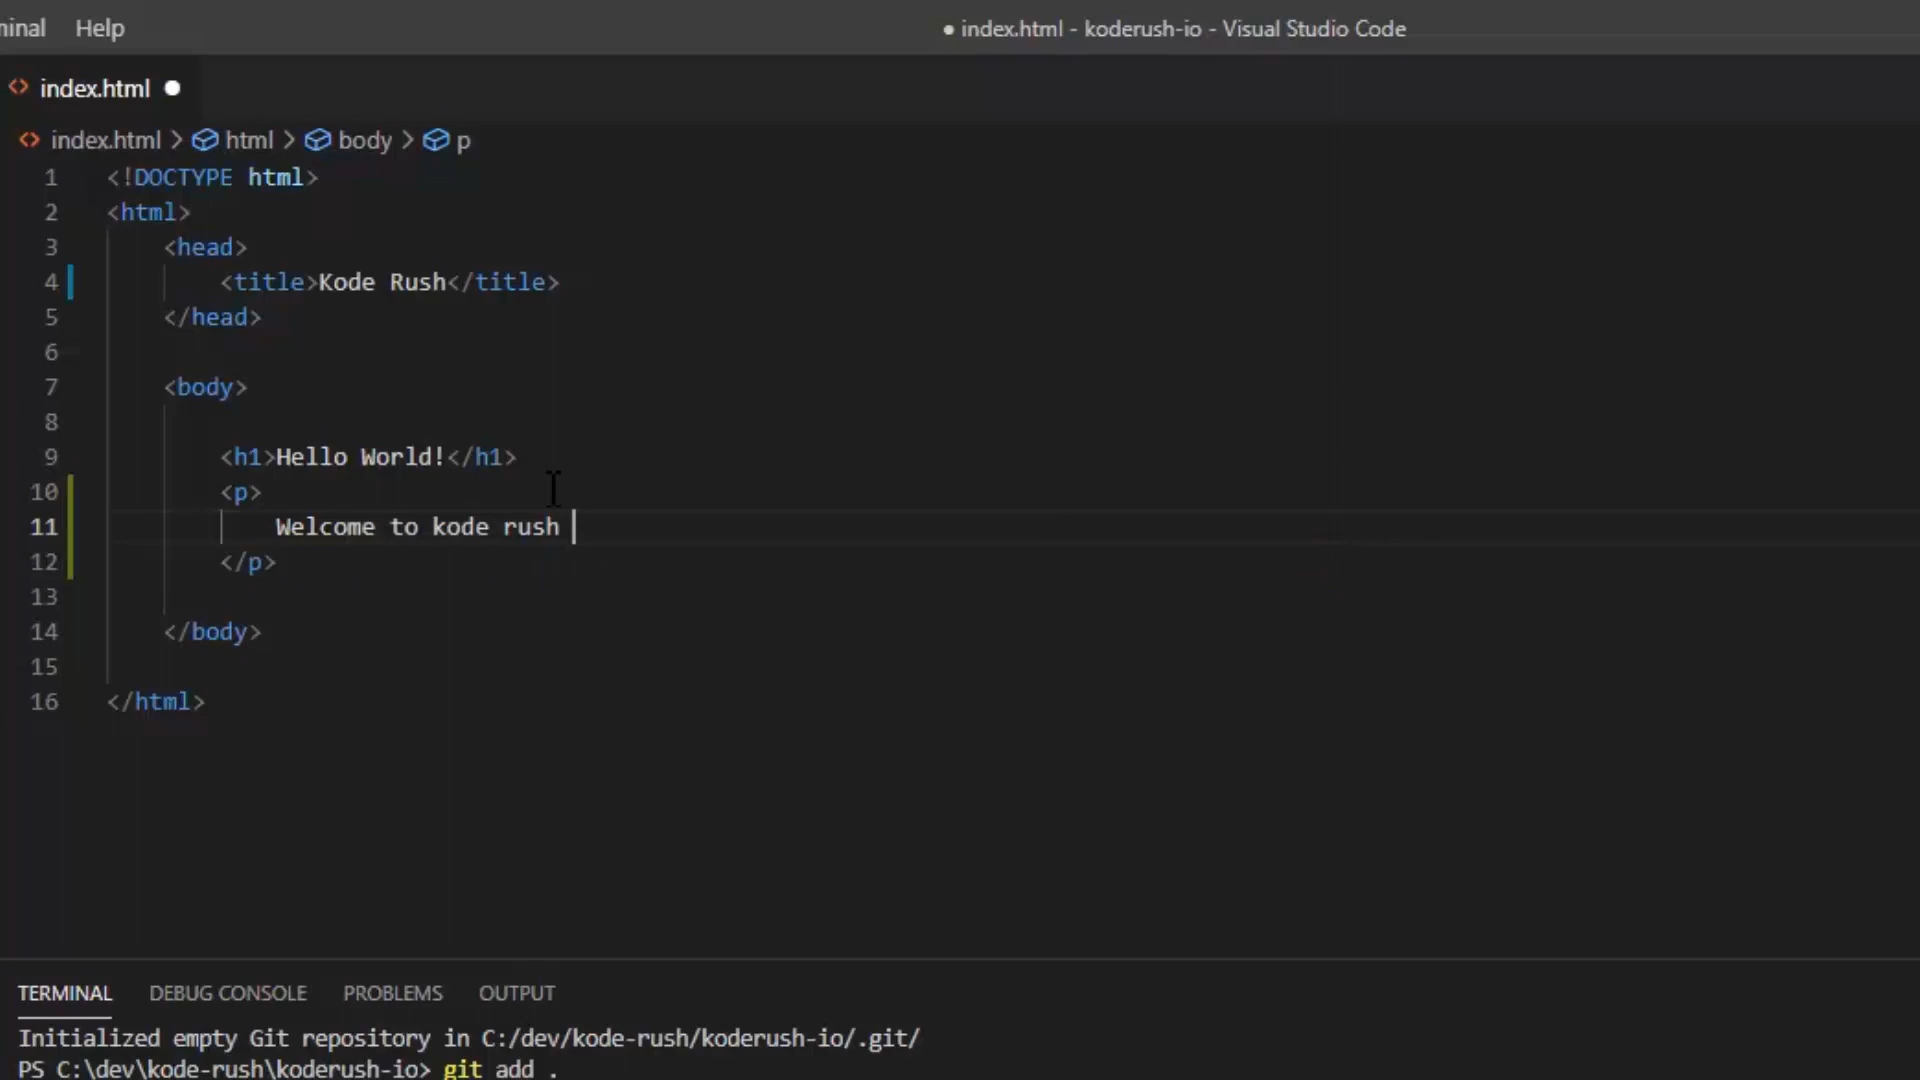 Help
● index.html - koderush-io - Visual Studio Code
<> index.html ●
<> index.html > html > body > p
1 <!DOCTYPE html>
2 <html>
3     <head>
4         <title>Kode Rush</title>
5     </head>
6
7     <body>
8
9         <h1>Hello World!</h1>
10         <p>
11             Welcome to kode rush
12         </p>
13
14     </body>
15
16 </html>
TERMINAL DEBUG CONSOLE PROBLEMS OUTPUT
Initialized empty Git repository in C:/dev/kode-rush/koderush-io/.git/
PS C:\dev\kode-rush\koderush-io> git add .